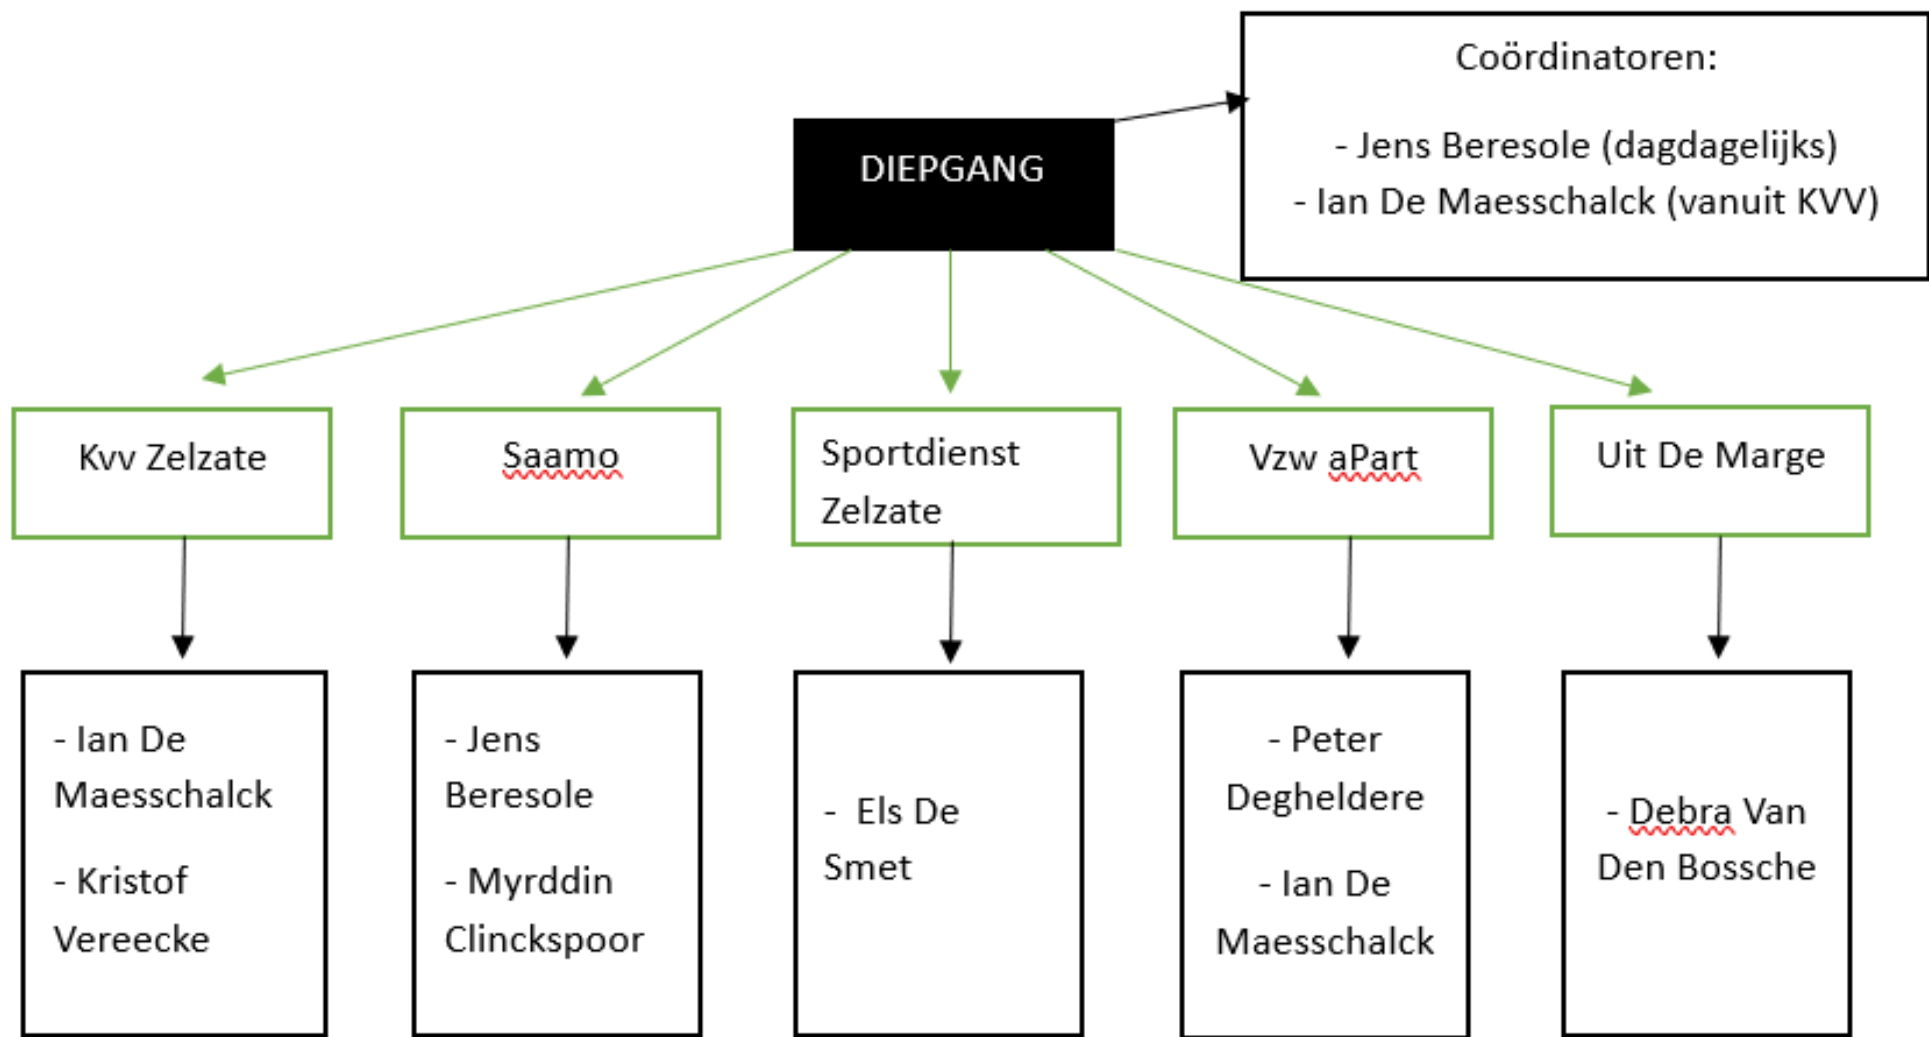 Coördinatoren:
- Jens Beresole (dagdagelijks)
- Ian De Maesschalck (vanuit KVV)
DIEPGANG
Kvv Zelzate
Saamo
Sportdienst
Zelzate
Vzw aPart
Uit De Marge
- Ian De
Maesschalck
- Kristof
Vereecke
- Jens
Beresole
- Myrddin
Clinckspoor
- Els De
Smet
- Peter
Degheldere
- Ian De
Maesschalck
- Debra Van
Den Bossche